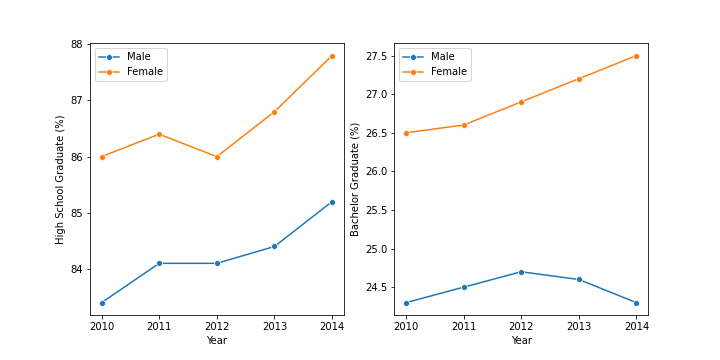 High School Graduate (%)
88
87
86
85
84
Male
Female
2010 2011 2012 2013 2014
Year
Bachelor Graduate (%)
27.5
27.0
26.5
26.0
25.5
25.0
24.5
Male
Female
2010 2011 2012 2013 2014
Year